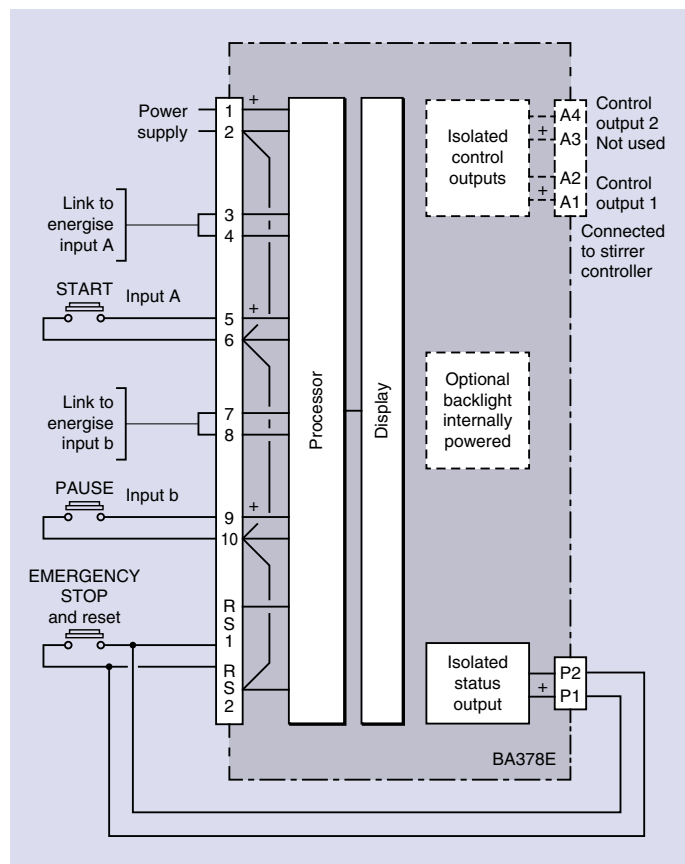 Power
supply
1 +
2
Link to
energise
input A
3
4
START
Input A
5 +
6
Link to
energise
input b
7
8
PAUSE
Input b
9 +
10
EMERGENCY
STOP
and reset
R
S
1
R
S
2
Processor
Display
Isolated
control
outputs
A4
+
A3
A2
+
A1
Control
output 2
Not used
Control
output 1
Connected
to stirrer
controller
Optional
backlight
internally
powered
Isolated
status
output
P2
+
P1
BA378E